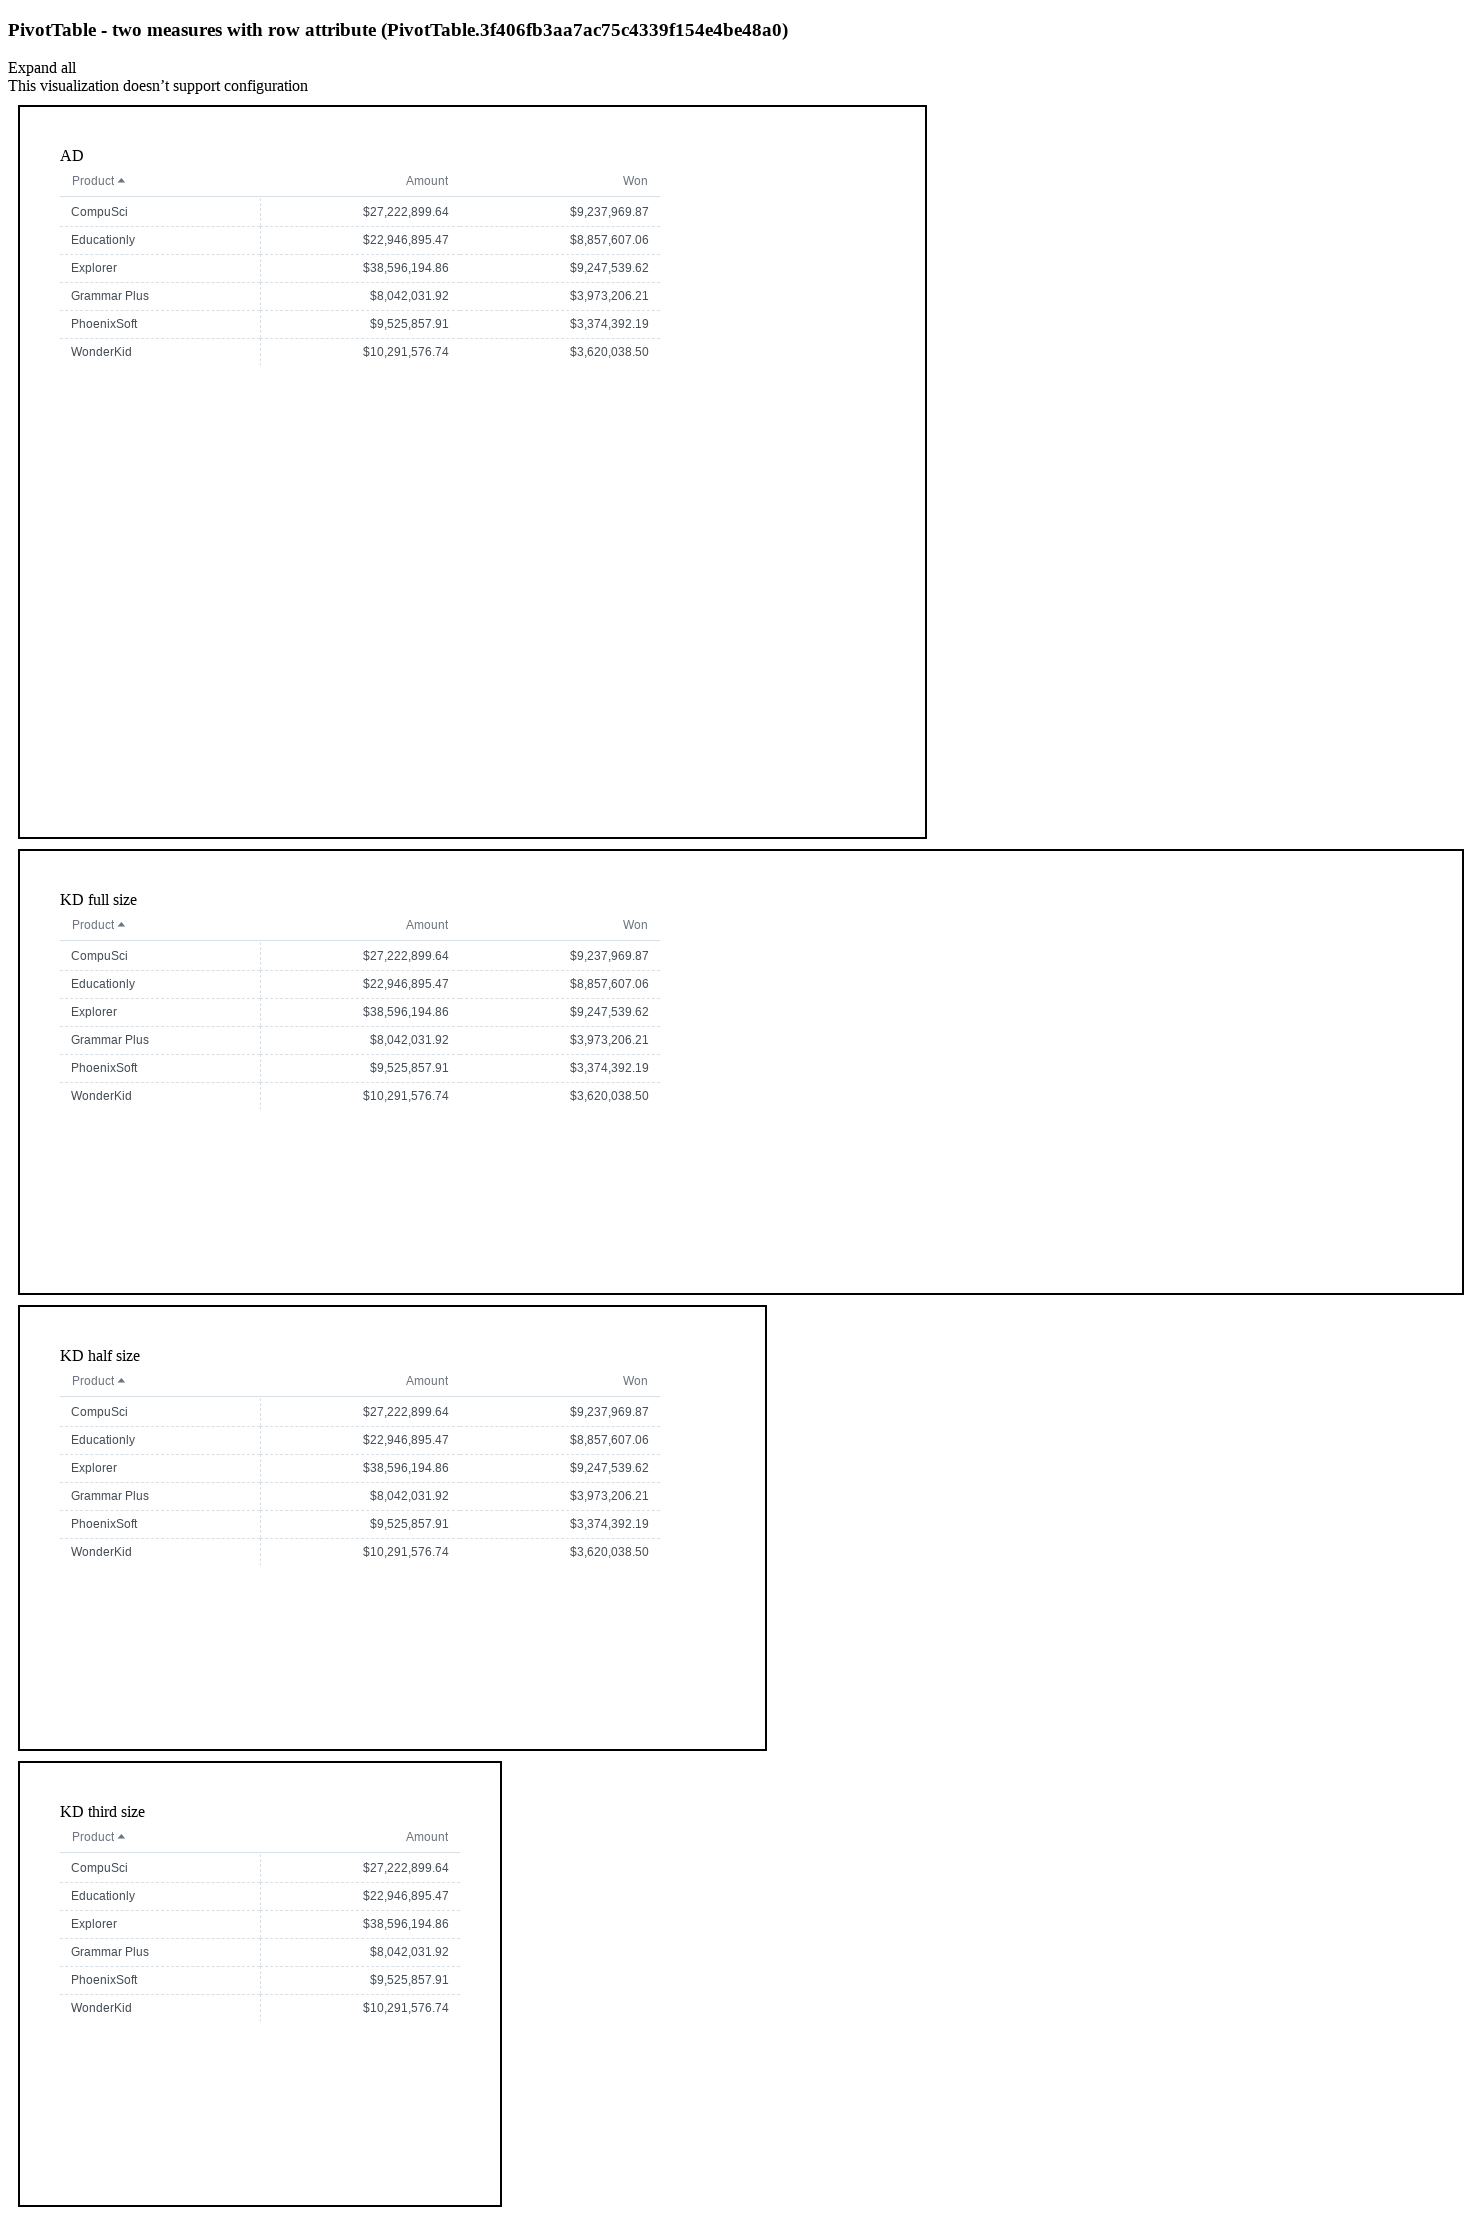 PivotTable - two measures with row attribute (PivotTable.3f406fb3aa7ac75c4339f154e4be48a0)
Expand all
This visualization doesn’t support configuration
AD
Product Amount Won
CompuSci $27,222,899.64 $9,237,969.87
Educationly $22,946,895.47 $8,857,607.06
Explorer $38,596,194.86 $9,247,539.62
Grammar Plus $8,042,031.92 $3,973,206.21
PhoenixSoft $9,525,857.91 $3,374,392.19
WonderKid $10,291,576.74 $3,620,038.50
KD full size
Product Amount Won
CompuSci $27,222,899.64 $9,237,969.87
Educationly $22,946,895.47 $8,857,607.06
Explorer $38,596,194.86 $9,247,539.62
Grammar Plus $8,042,031.92 $3,973,206.21
PhoenixSoft $9,525,857.91 $3,374,392.19
WonderKid $10,291,576.74 $3,620,038.50
KD half size
Product Amount Won
CompuSci $27,222,899.64 $9,237,969.87
Educationly $22,946,895.47 $8,857,607.06
Explorer $38,596,194.86 $9,247,539.62
Grammar Plus $8,042,031.92 $3,973,206.21
PhoenixSoft $9,525,857.91 $3,374,392.19
WonderKid $10,291,576.74 $3,620,038.50
KD third size
Product Amount
CompuSci $27,222,899.64
Educationly $22,946,895.47
Explorer $38,596,194.86
Grammar Plus $8,042,031.92
PhoenixSoft $9,525,857.91
WonderKid $10,291,576.74